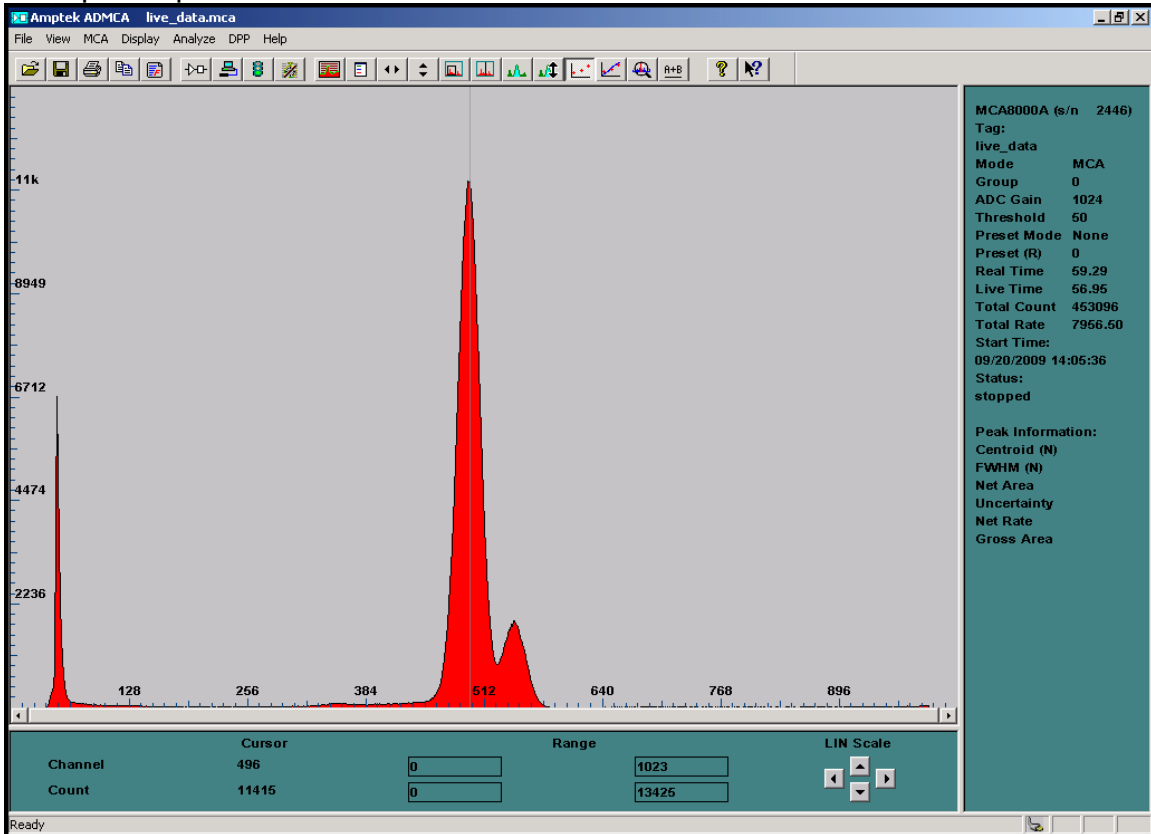 Amptek ADMCA live_data.mca
File View MCA Display Analyze DPP Help
A+B
11k
8949
6712
4474
2236
128 256 384 512 640 768 896
MCA8000A (s/n 2446)
Tag:
live_data
Mode MCA
Group 0
ADC Gain 1024
Threshold 50
Preset Mode None
Preset (R) 0
Real Time 59.29
Live Time 56.95
Total Count 453096
Total Rate 7956.50
Start Time:
09/20/2009 14:05:36
Status:
stopped
Peak Information:
Centroid (N)
FWHM (N)
Net Area
Uncertainty
Net Rate
Gross Area
Cursor Range LIN Scale
Channel 496 0 1023
Count 11415 0 13425
Ready